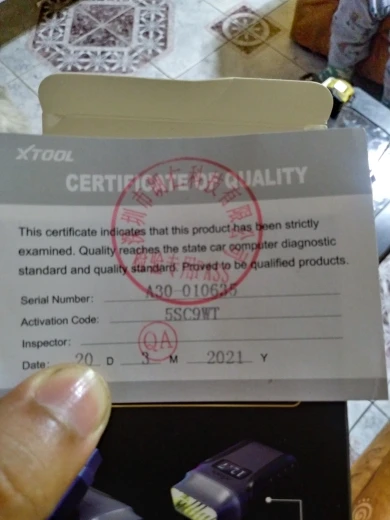 XTOOL
CERTIFICATE OF QUALITY
This certificate indicates that this product has been strictly
examined. Quality reaches the state car computer diagnostic
standard and quality standard. Proved to be qualified products.
Serial Number: A30-010635
Activation Code: 5SC9WT
Inspector: QA
Date: 20 D 3 M 2021 Y